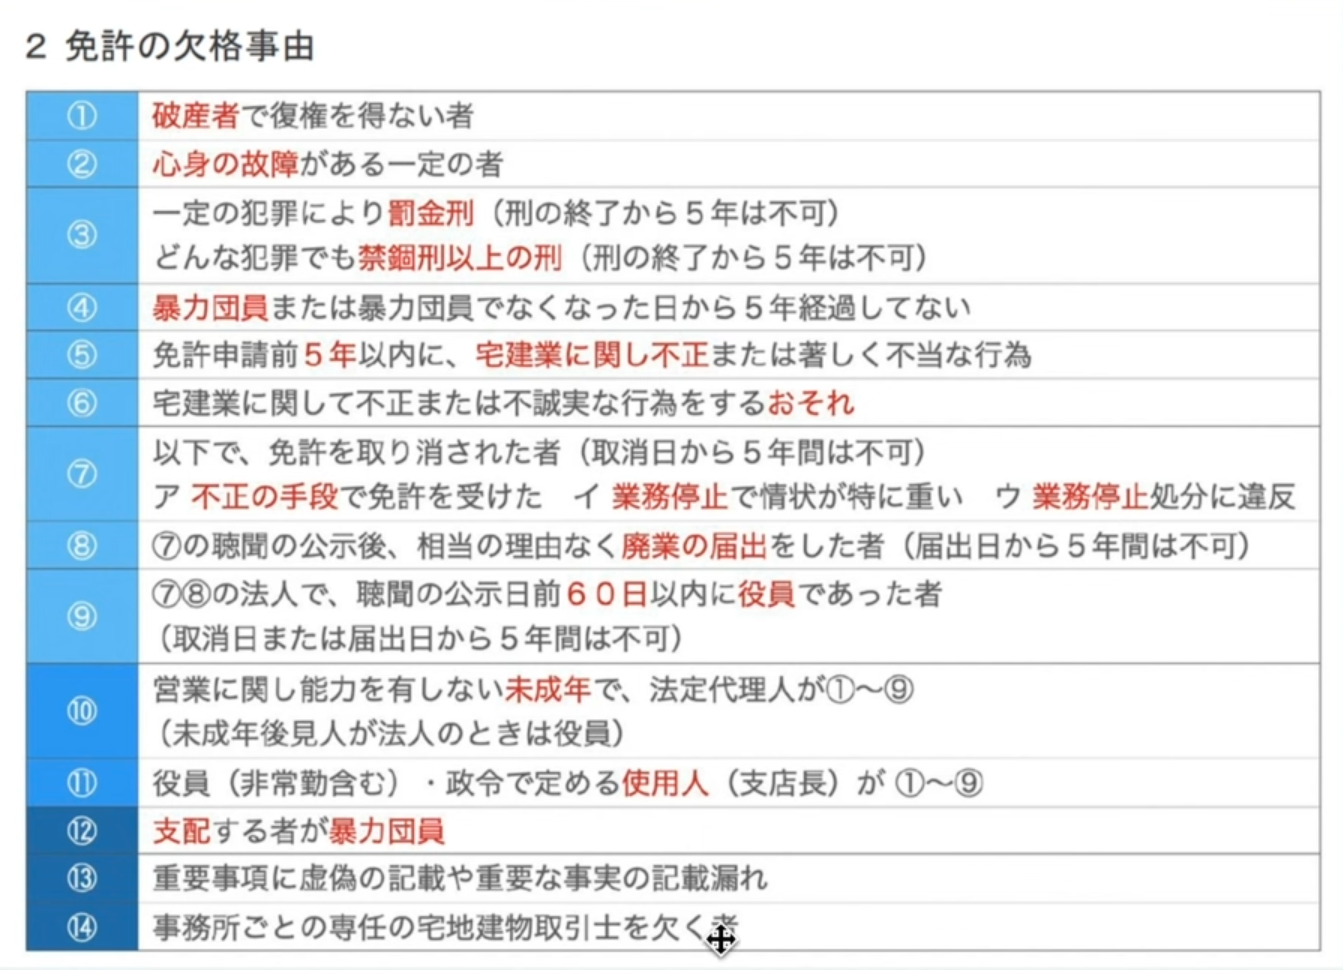 2 免許の欠格事由
① 破産者で復権を得ない者
② 心身の故障がある一定の者
③ 一定の犯罪により罰金刑（刑の終了から５年は不可）
どんな犯罪でも禁錮刑以上の刑（刑の終了から５年は不可）
④ 暴力団員または暴力団員でなくなった日から５年経過してない
⑤ 免許申請前５年以内に、宅建業に関し不正または著しく不当な行為
⑥ 宅建業に関して不正または不誠実な行為をするおそれ
⑦ 以下で、免許を取り消された者（取消日から５年間は不可）
ア 不正の手段で免許を受けた　イ 業務停止で情状が特に重い　ウ 業務停止処分に違反
⑧ ⑦の聴聞の公示後、相当の理由なく廃業の届出をした者（届出日から５年間は不可）
⑨ ⑦⑧の法人で、聴聞の公示日前６０日以内に役員であった者
（取消日または届出日から５年間は不可）
⑩ 営業に関し能力を有しない未成年で、法定代理人が①〜⑨
（未成年後見人が法人のときは役員）
⑪ 役員（非常勤含む）・政令で定める使用人（支店長）が ①〜⑨
⑫ 支配する者が暴力団員
⑬ 重要事項に虚偽の記載や重要な事実の記載漏れ
⑭ 事務所ごとの専任の宅地建物取引士を欠く者